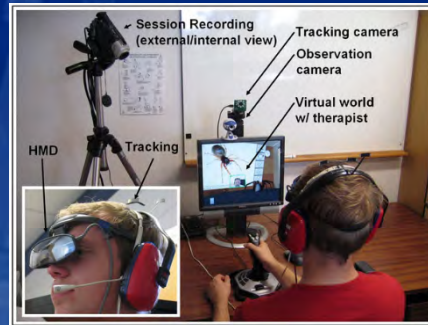 Session Recording
(external/internal view)
Tracking camera
Observation
camera
Virtual world
w/ therapist
HMD
Tracking